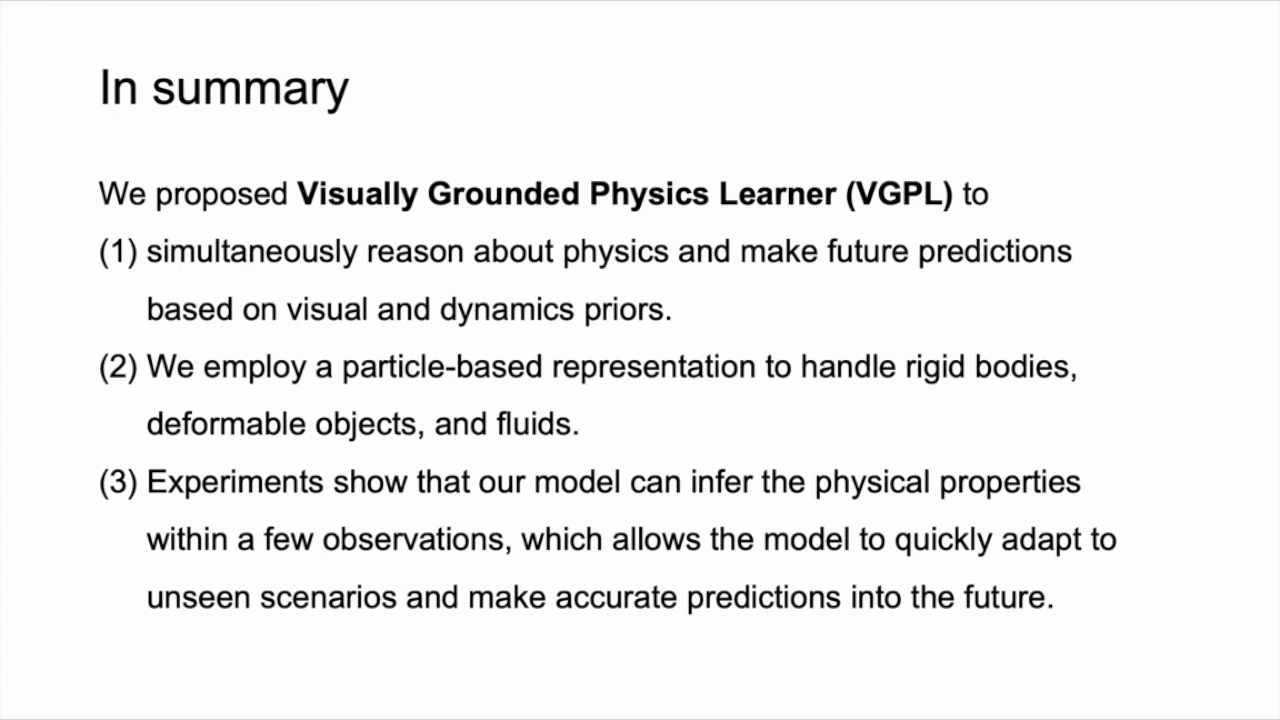 In summary
We proposed Visually Grounded Physics Learner (VGPL) to
(1) simultaneously reason about physics and make future predictions
based on visual and dynamics priors.
(2) We employ a particle-based representation to handle rigid bodies,
deformable objects, and fluids.
(3) Experiments show that our model can infer the physical properties
within a few observations, which allows the model to quickly adapt to
unseen scenarios and make accurate predictions into the future.